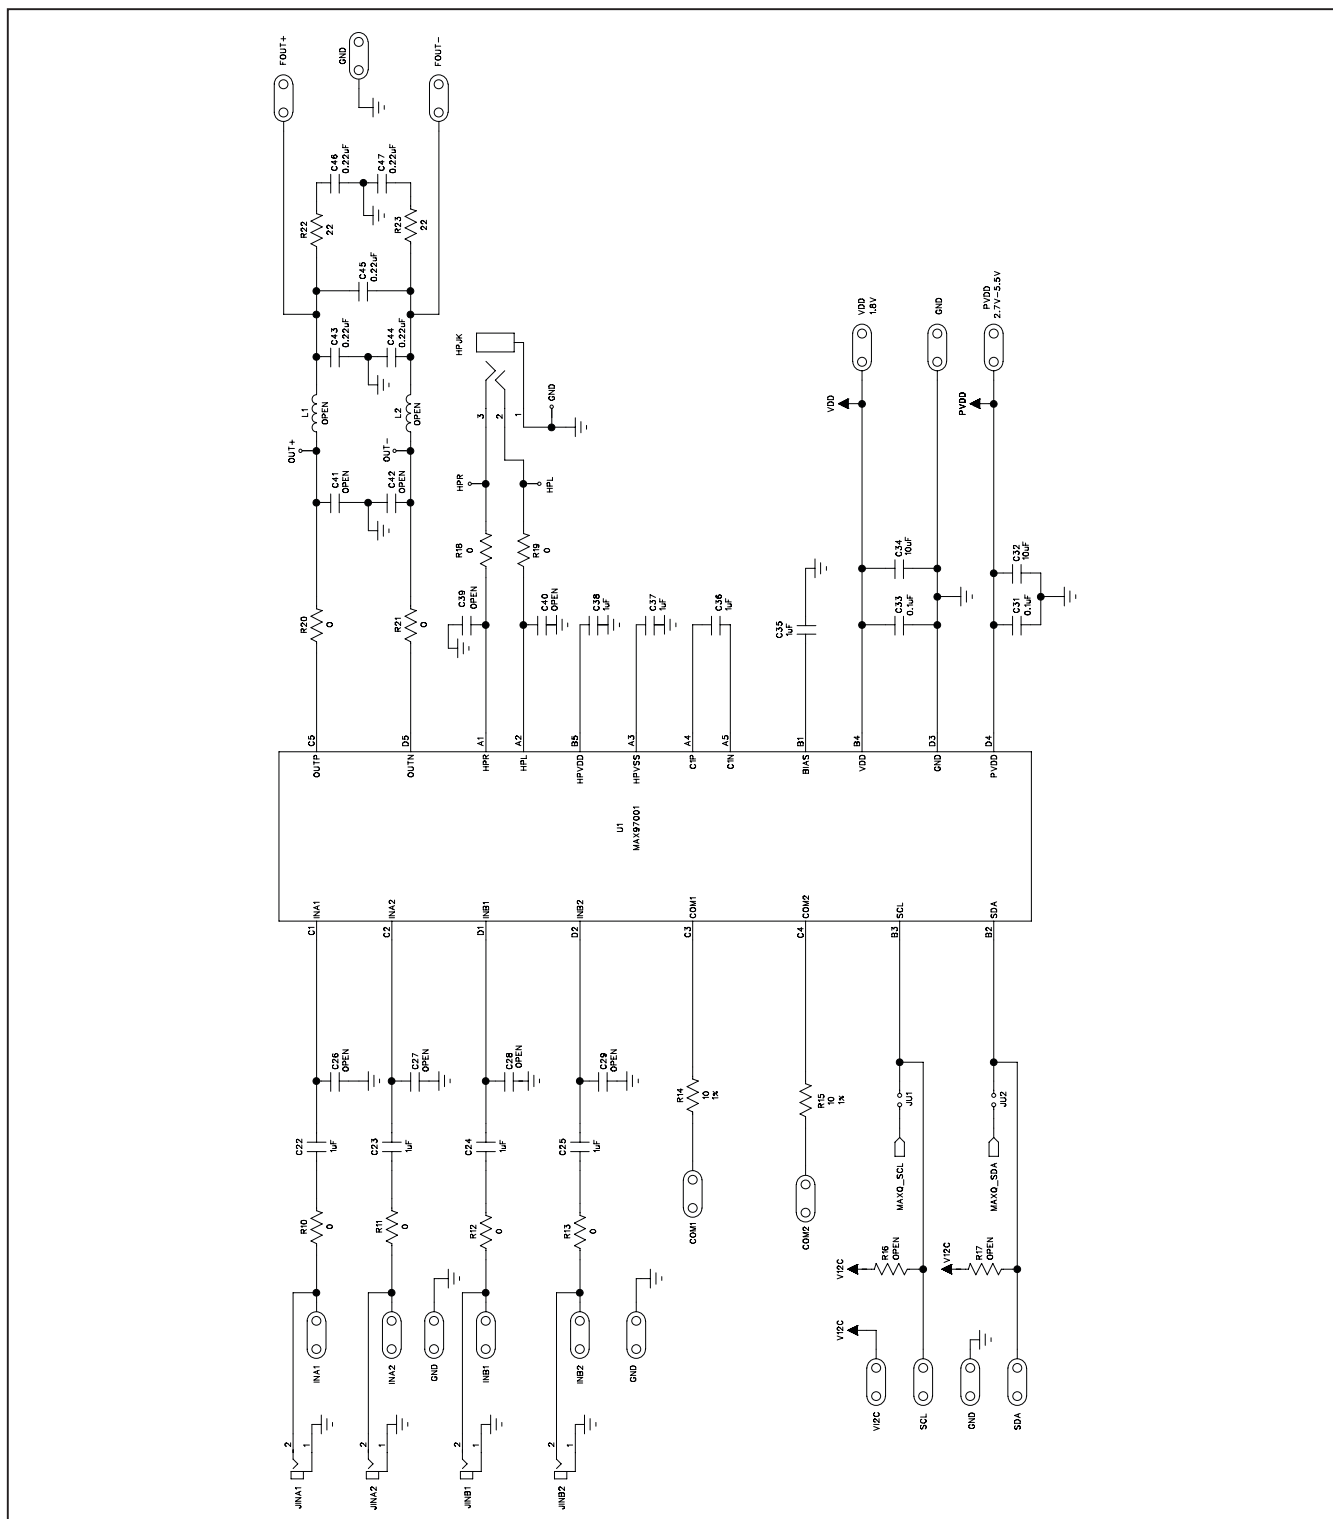 JINA1
2
1
INA1
R10
0
C22
1uF
C26
OPEN
C1
INA1
JINA2
2
1
INA2
R11
0
C23
1uF
C27
OPEN
C2
INA2
GND
JINB1
2
1
INB1
R12
0
C24
1uF
C28
OPEN
D1
INB1
JINB2
2
1
INB2
R13
0
C25
1uF
C29
OPEN
D2
INB2
GND
COM1
R14
10
1%
C3
COM1
COM2
R15
10
1%
C4
COM2
V12C
VI2C
V12C
R16
OPEN
SCL
MAXQ_SCL
JU1
B3
SCL
GND
V12C
R17
OPEN
SDA
MAXQ_SDA
JU2
B2
SDA
U1
MAX97001
OUTP
C5
R20
0
C41
OPEN
OUT+
L1
OPEN
C43
0.22uF
C45
0.22uF
R22
22
C46
0.22uF
FOUT+
GND
OUTN
D5
R21
0
C42
OPEN
OUT-
L2
OPEN
C44
0.22uF
R23
22
C47
0.22uF
FOUT-
HPR
A1
C39
OPEN
R18
0
HPR
3
2
1
HPJK
GND
HPL
A2
C40
OPEN
R19
0
HPL
HPVDD
B5
C38
1uF
HPVSS
A3
C37
1uF
C1P
A4
C36
1uF
C1N
A5
BIAS
B1
C35
1uF
VDD
B4
VDD
VDD
1.8V
C33
0.1uF
C34
10uF
GND
D3
GND
PVDD
D4
PVDD
PVDD
2.7V-5.5V
C31
0.1uF
C32
10uF